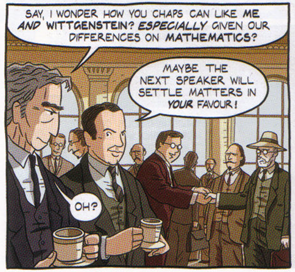 SAY, I WONDER HOW YOU CHAPS CAN LIKE ME
AND WITTGENSTEIN? ESPECIALLY GIVEN OUR
DIFFERENCES ON MATHEMATICS?
MAYBE THE
NEXT SPEAKER WILL
SETTLE MATTERS IN
YOUR FAVOUR!
OH?